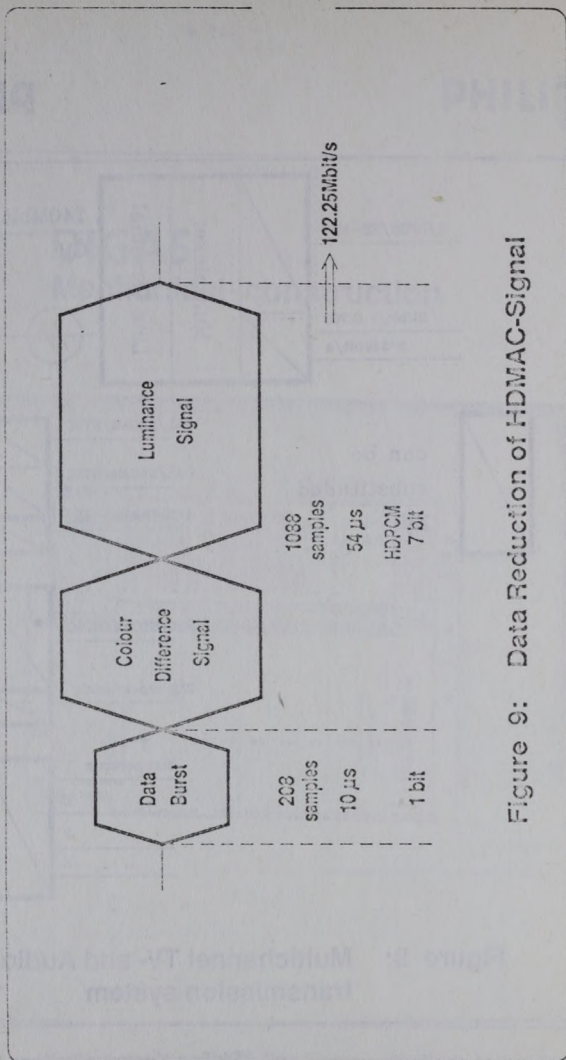 Data
Burst
Colour
Difference
Signal
Luminance
Signal
208
samples
10 µs
1 bit
1088
samples
54 µs
HDPCM
7 bit
122.25Mbit/s
Figure 9: Data Reduction of HDMAC-Signal
can be
substituted
Figure 8: Multichannel TV- and Audio
transmission system